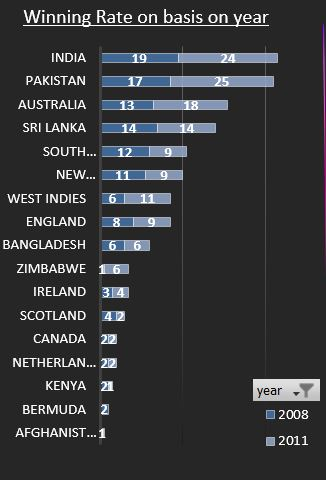 Winning Rate on basis on year
INDIA 19 24
PAKISTAN 17 25
AUSTRALIA 13 18
SRI LANKA 14 14
SOUTH... 12 9
NEW... 11 9
WEST INDIES 6 11
ENGLAND 8 9
BANGLADESH 6 6
ZIMBABWE 1 6
IRELAND 3 4
SCOTLAND 4 2
CANADA 2 2
NETHERLAN... 2 2
KENYA 2 1
BERMUDA 2
AFGHANIST... 1
year
2008
2011